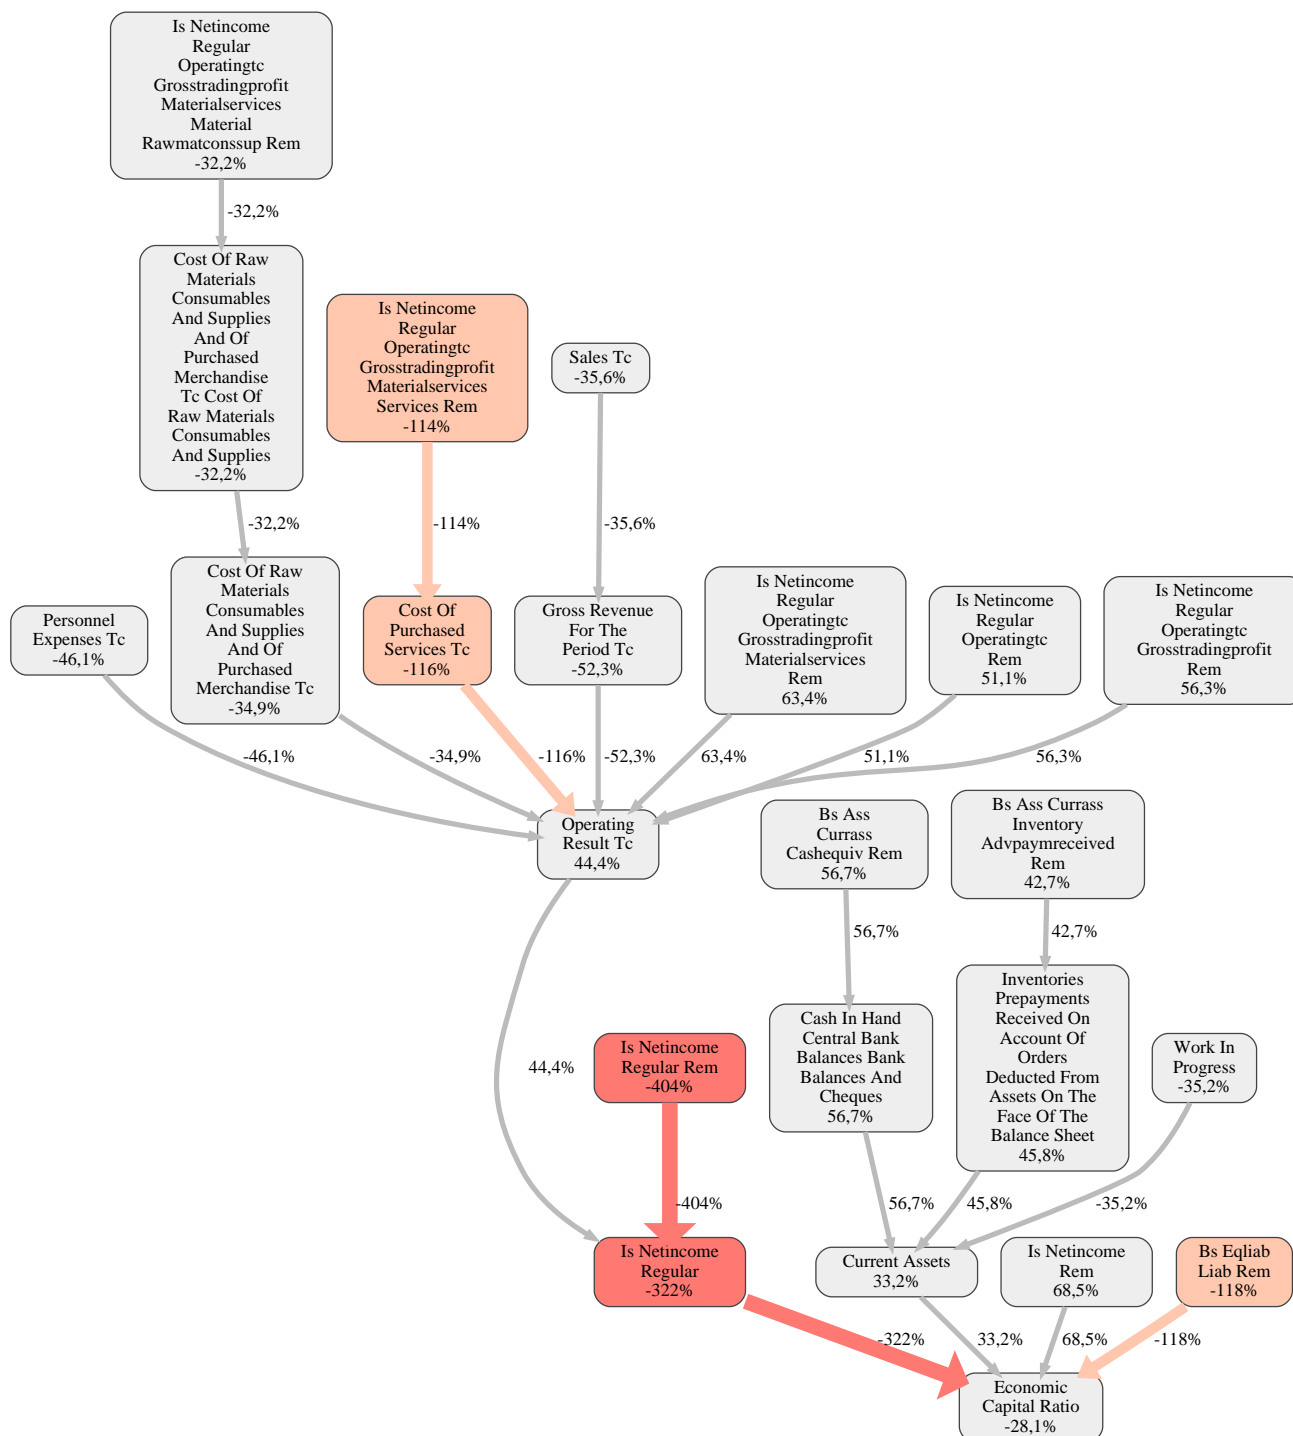 Is Netincome
Regular
Operatingtc
Grosstradingprofit
Materialservices
Material
Rawmatconssup Rem
-32,2%
-32,2%
Cost Of Raw
Materials
Consumables
And Supplies
And Of
Purchased
Merchandise
Tc Cost Of
Raw Materials
Consumables
And Supplies
-32,2%
Is Netincome
Regular
Operatingtc
Grosstradingprofit
Materialservices
Services Rem
-114%
Sales Tc
-35,6%
-32,2%
-114%
-35,6%
Personnel
Expenses Tc
-46,1%
Cost Of Raw
Materials
Consumables
And Supplies
And Of
Purchased
Merchandise Tc
-34,9%
Cost Of
Purchased
Services Tc
-116%
Gross Revenue
For The
Period Tc
-52,3%
Is Netincome
Regular
Operatingtc
Grosstradingprofit
Materialservices
Rem
63,4%
Is Netincome
Regular
Operatingtc
Rem
51,1%
Is Netincome
Regular
Operatingtc
Grosstradingprofit
Rem
56,3%
-46,1%
-34,9%
-116%
-52,3%
63,4%
51,1%
56,3%
Operating
Result Tc
44,4%
Bs Ass
Currass
Cashequiv Rem
56,7%
Bs Ass Currass
Inventory
Advpaymreceived
Rem
42,7%
56,7%
42,7%
44,4%
Is Netincome
Regular Rem
-404%
Cash In Hand
Central Bank
Balances Bank
Balances And
Cheques
56,7%
Inventories
Prepayments
Received On
Account Of
Orders
Deducted From
Assets On The
Face Of The
Balance Sheet
45,8%
Work In
Progress
-35,2%
-404%
56,7%
45,8%
-35,2%
Is Netincome
Regular
-322%
Current Assets
33,2%
Is Netincome
Rem
68,5%
Bs Eqliab
Liab Rem
-118%
-322%
33,2%
68,5%
-118%
Economic
Capital Ratio
-28,1%